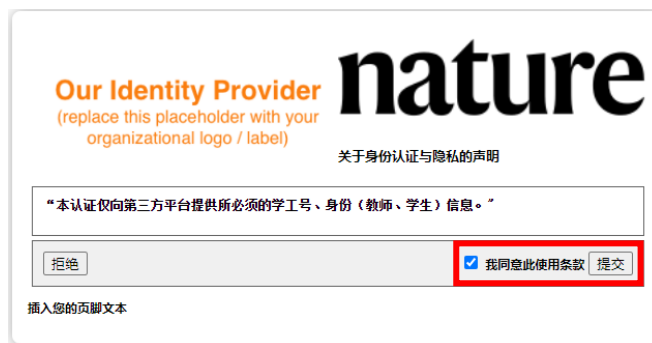 Our Identity Provider
(replace this placeholder with your
organizational logo / label)
nature
关于身份认证与隐私的声明
“本认证仅向第三方平台提供所必须的学工号、身份（教师、学生）信息。”
拒绝
我同意此使用条款 提交
插入您的页脚文本